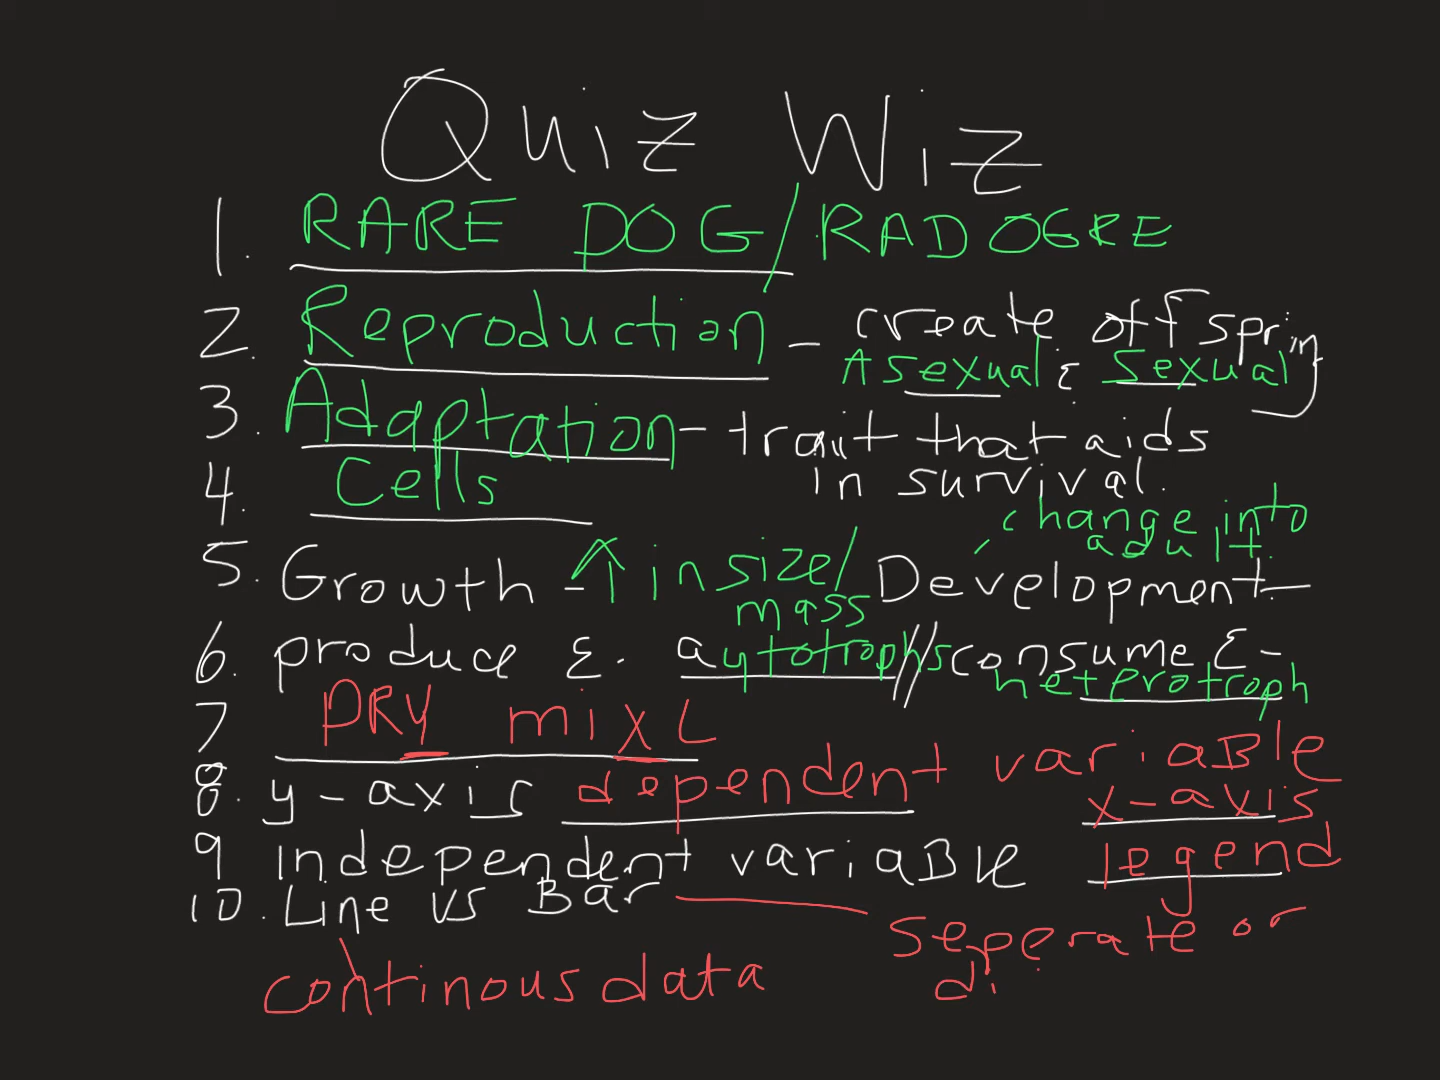 Quiz Wiz
1. RARE DOG/RADOGRE
2. Reproduction - create offspring
Asexual & Sexual
3. Adaptation - trait that aids
in survival.
4. Cells
change into
adult
5. Growth - ↑ in size/ Development -
mass
6. produce E. autotrophs // consume E -
heterotroph
7 DRY mix L
8. y-axis dependent variable
x-axis
9 independent variable legend
10. Line vs Bar
seperate or
di
continous data